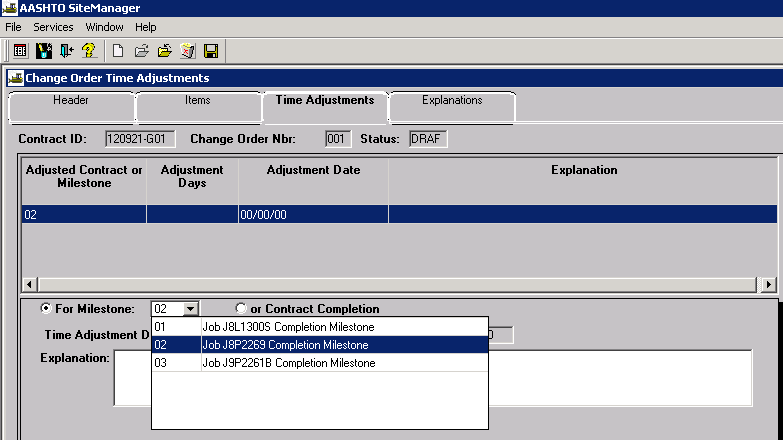 AASHTO SiteManager
File Services Window Help
Change Order Time Adjustments
Header Items Time Adjustments Explanations
Contract ID: 120921-G01 Change Order Nbr: 001 Status: DRAF
Adjusted Contract or Milestone Adjustment Days Adjustment Date Explanation
02 00/00/00
For Milestone: 02 or Contract Completion
01 Job J8L1300S Completion Milestone
Time Adjustment D
02 Job J8P2269 Completion Milestone
Explanation:
03 Job J9P2261B Completion Milestone